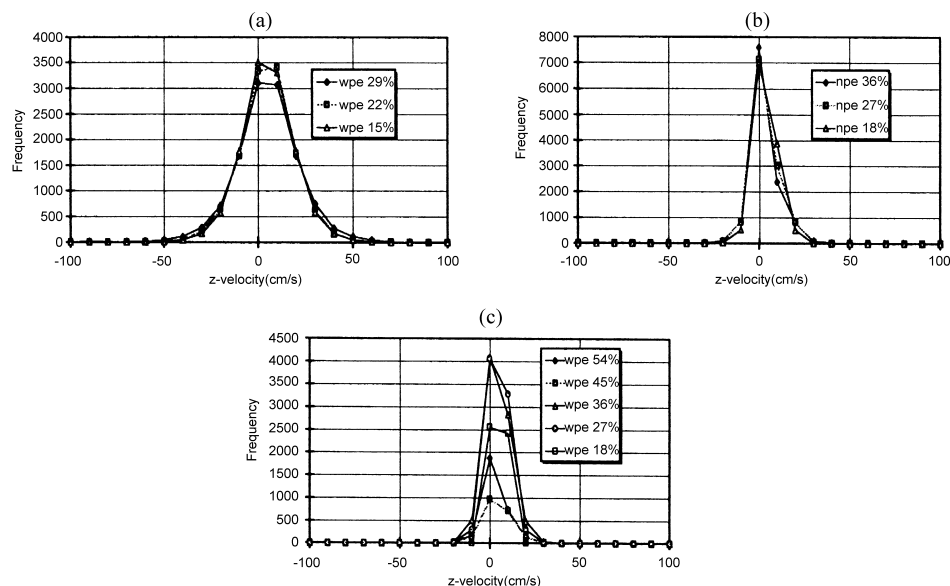 (a)
4000
3500
3000
2500
2000
1500
1000
500
0
Frequency
wpe 29%
wpe 22%
wpe 15%
-100
-50
0
50
100
z-velocity(cm/s)
(b)
8000
7000
6000
5000
4000
3000
2000
1000
0
Frequency
npe 36%
npe 27%
npe 18%
-100
-50
0
50
100
z-velocity(cm/s)
(c)
4500
4000
3500
3000
2500
2000
1500
1000
500
0
Frequency
wpe 54%
wpe 45%
wpe 36%
wpe 27%
wpe 18%
-100
-50
0
50
100
z-velocity(cm/s)